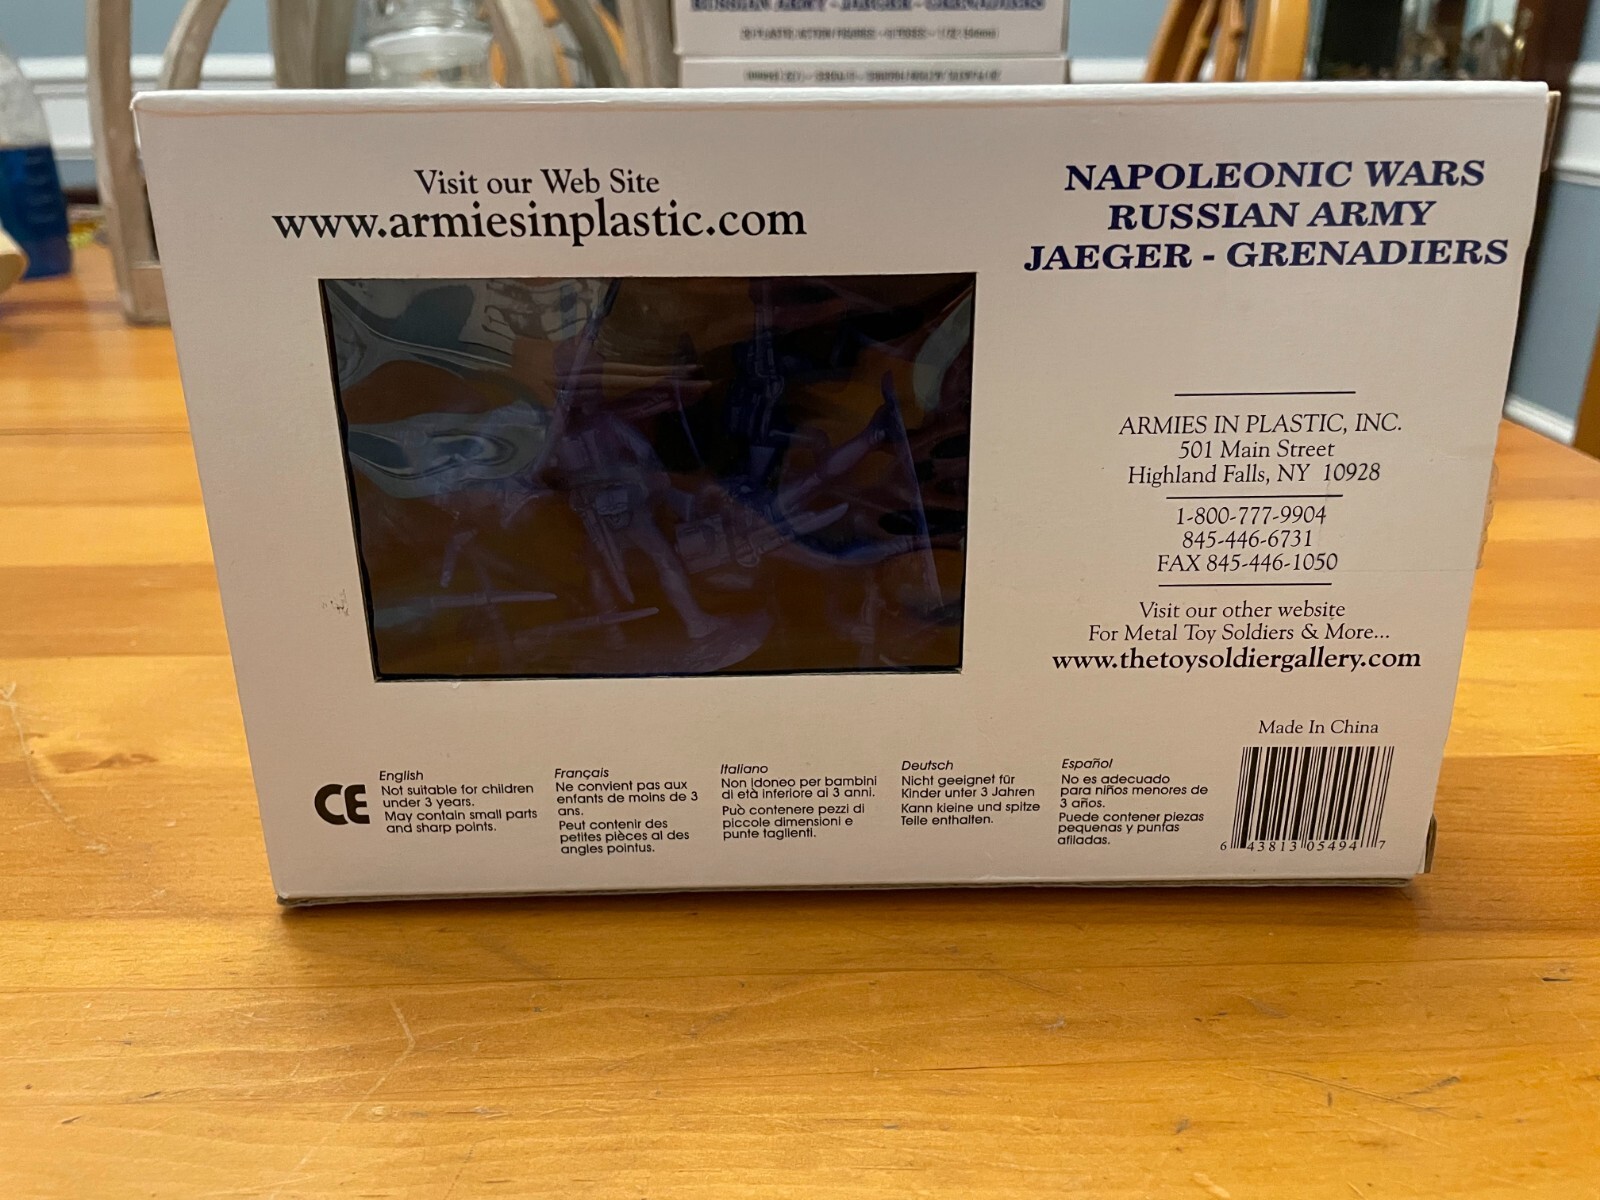 RUSSIAN ARMY - JAEGER - GRENADIERS
Visit our Web Site
www.armiesinplastic.com
NAPOLEONIC WARS
RUSSIAN ARMY
JAEGER - GRENADIERS
ARMIES IN PLASTIC, INC.
501 Main Street
Highland Falls, NY 10928
1-800-777-9904
845-446-6731
FAX 845-446-1050
Visit our other website
For Metal Toy Soldiers & More...
www.thetoysoldiergallery.com
Made In China
CE
English
Not suitable for children
under 3 years.
May contain small parts
and sharp points.
Français
Ne convient pas aux
enfants de moins de 3
ans.
Peut contenir des
petites pièces al des
angles pointus.
Italiano
Non idoneo per bambini
di età inferiore ai 3 anni.
Può contenere pezzi di
piccole dimensioni e
punte taglienti.
Deutsch
Nicht geeignet für
Kinder unter 3 Jahren
Kann kleine und spitze
Teile enthalten.
Español
No es adecuado
para niños menores de
3 años.
Puede contener piezas
pequenas y puntas
afiladas.
6 43813 05494 7